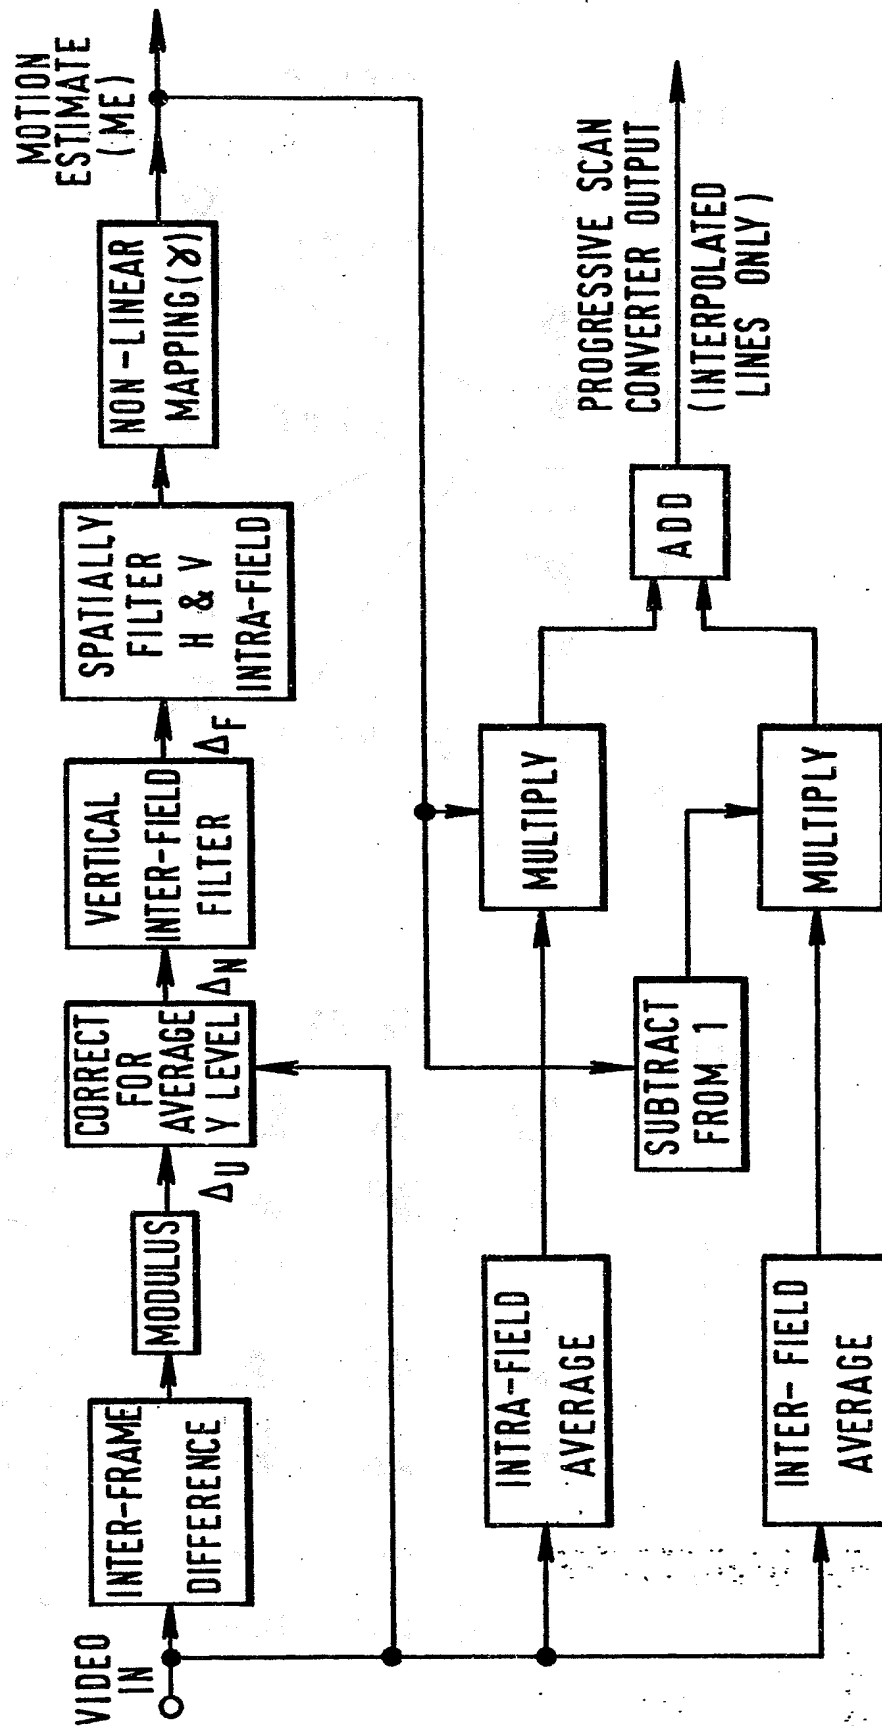 VIDEO
IN
INTER-FRAME
DIFFERENCE
MODULUS
ΔU
CORRECT
FOR
AVERAGE
Y LEVEL
ΔN
VERTICAL
INTER-FIELD
FILTER
ΔF
SPATIALLY
FILTER
H & V
INTRA-FIELD
NON-LINEAR
MAPPING(γ)
MOTION
ESTIMATE
(ME)
INTRA-FIELD
AVERAGE
INTER-FIELD
AVERAGE
SUBTRACT
FROM 1
MULTIPLY
MULTIPLY
ADD
PROGRESSIVE SCAN
CONVERTER OUTPUT
(INTERPOLATED
LINES ONLY)